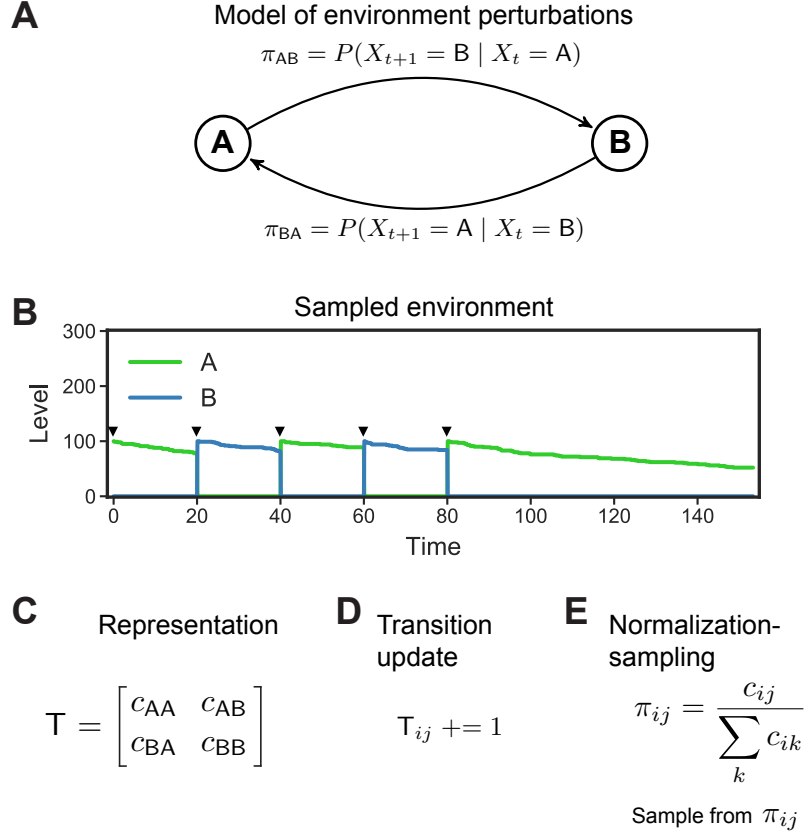 A
Model of environment perturbations
π_AB = P(X_{t+1} = B | X_t = A)
A
B
π_BA = P(X_{t+1} = A | X_t = B)
B
Sampled environment
300
200
100
0
Level
A
B
0 20 40 60 80 100 120 140
Time
C
Representation
T = [ c_AA c_AB
c_BA c_BB ]
D
Transition
update
T_ij += 1
E
Normalization-
sampling
π_ij = c_ij / ∑_k c_ik
Sample from π_ij